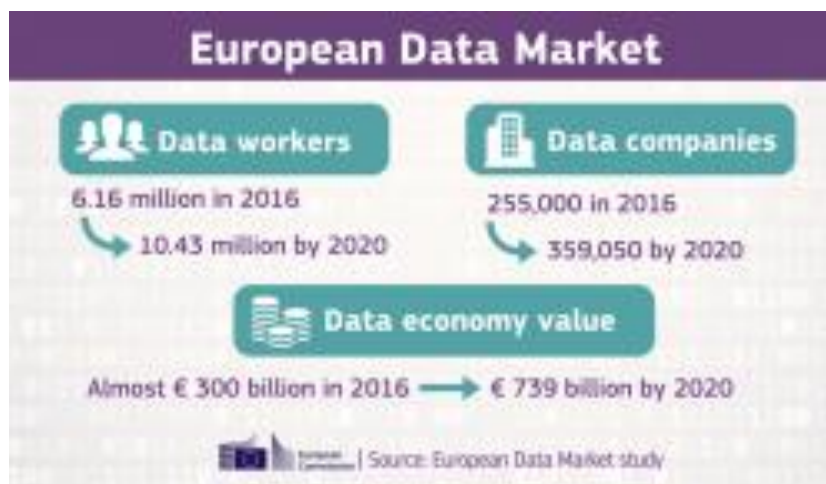 European Data Market
Data workers
6.16 million in 2016
10.43 million by 2020
Data companies
255,000 in 2016
359,050 by 2020
Data economy value
Almost € 300 billion in 2016
€ 739 billion by 2020
European
Commission
Source: European Data Market study